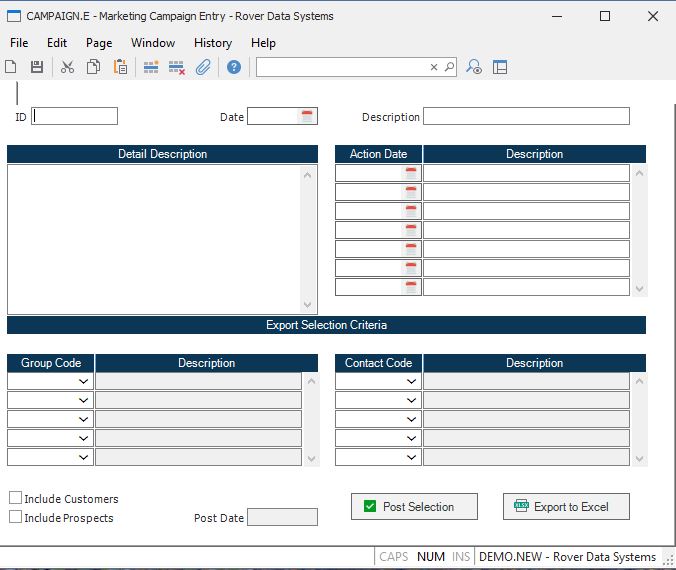 CAMPAIGN.E - Marketing Campaign Entry - Rover Data Systems
File Edit Page Window History Help
ID Date Description
Detail Description Action Date Description
Export Selection Criteria
Group Code Description Contact Code Description
Include Customers
Include Prospects Post Date Post Selection Export to Excel
CAPS NUM INS DEMO.NEW - Rover Data Systems